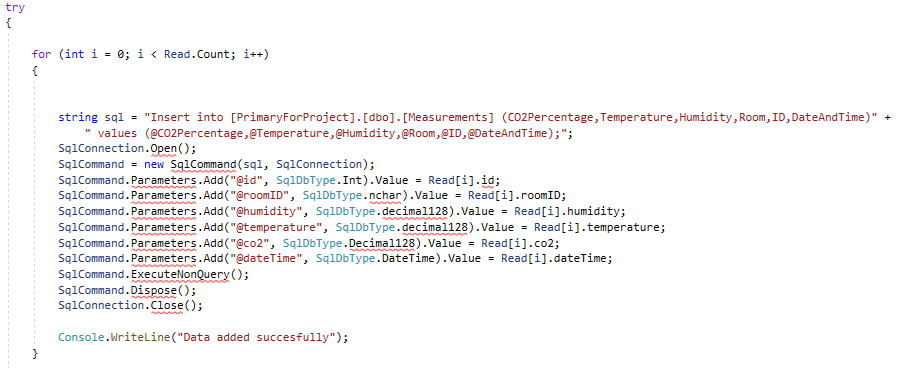 try
{
for (int i = 0; i < Read.Count; i++)
{
string sql = "Insert into [PrimaryForProject].[dbo].[Measurements] (CO2Percentage,Temperature,Humidity,Room,ID,DateAndTime)" +
" values (@CO2Percentage,@Temperature,@Humidity,@Room,@ID,@DateAndTime);";
SqlConnection.Open();
SqlCommand = new SqlCommand(sql, SqlConnection);
SqlCommand.Parameters.Add("@id", SqlDbType.Int).Value = Read[i].id;
SqlCommand.Parameters.Add("@roomID", SqlDbType.nchar).Value = Read[i].roomID;
SqlCommand.Parameters.Add("@humidity", SqlDbType.decimal128).Value = Read[i].humidity;
SqlCommand.Parameters.Add("@temperature", SqlDbType.decimal128).Value = Read[i].temperature;
SqlCommand.Parameters.Add("@co2", SqlDbType.Decimal128).Value = Read[i].co2;
SqlCommand.Parameters.Add("@dateTime", SqlDbType.DateTime).Value = Read[i].dateTime;
SqlCommand.ExecuteNonQuery();
SqlCommand.Dispose();
SqlConnection.Close();
Console.WriteLine("Data added succesfully");
}